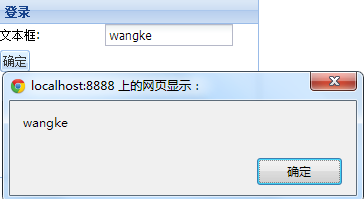 登录
文本框: wangke
确定
localhost:8888 上的网页显示：
wangke
确定